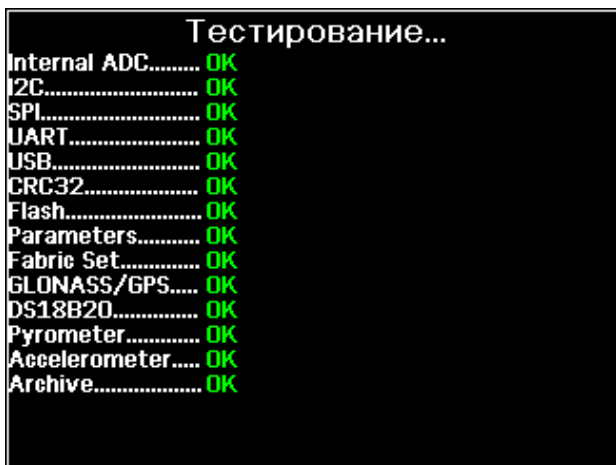 Тестирование...
Internal ADC......... OK
I2C........................... OK
SPI............................ OK
UART....................... OK
USB.......................... OK
CRC32.................... OK
Flash........................ OK
Parameters........... OK
Fabric Set.............. OK
GLONASS/GPS..... OK
DS18B20............... OK
Pyrometer............. OK
Accelerometer..... OK
Archive................... OK